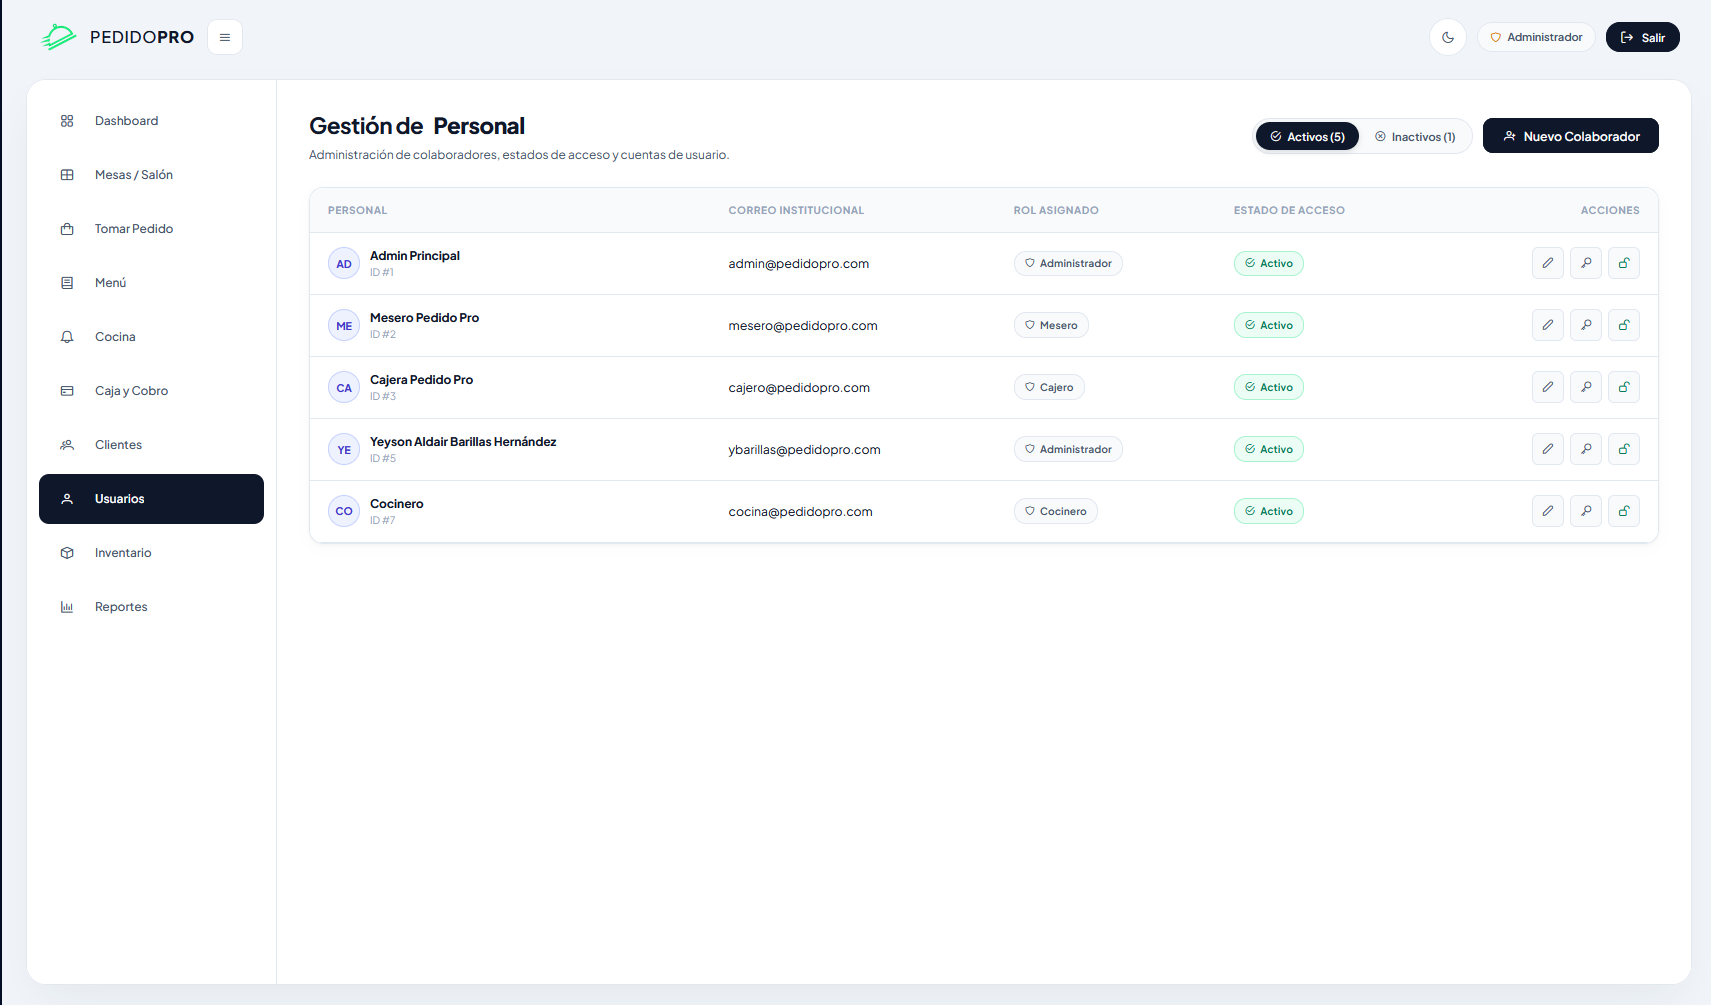 PEDIDOPRO
Administrador
Salir
Dashboard
Mesas / Salón
Tomar Pedido
Menú
Cocina
Caja y Cobro
Clientes
Usuarios
Inventario
Reportes
Gestión de Personal
Administración de colaboradores, estados de acceso y cuentas de usuario.
Activos (5)
Inactivos (1)
Nuevo Colaborador
PERSONAL CORREO INSTITUCIONAL ROL ASIGNADO ESTADO DE ACCESO ACCIONES
AD Admin Principal admin@pedidopro.com Administrador Activo
ID #1
ME Mesero Pedido Pro mesero@pedidopro.com Mesero Activo
ID #2
CA Cajera Pedido Pro cajero@pedidopro.com Cajero Activo
ID #3
YE Yeyson Aldair Barillas Hernández ybarillas@pedidopro.com Administrador Activo
ID #5
CO Cocinero cocina@pedidopro.com Cocinero Activo
ID #7